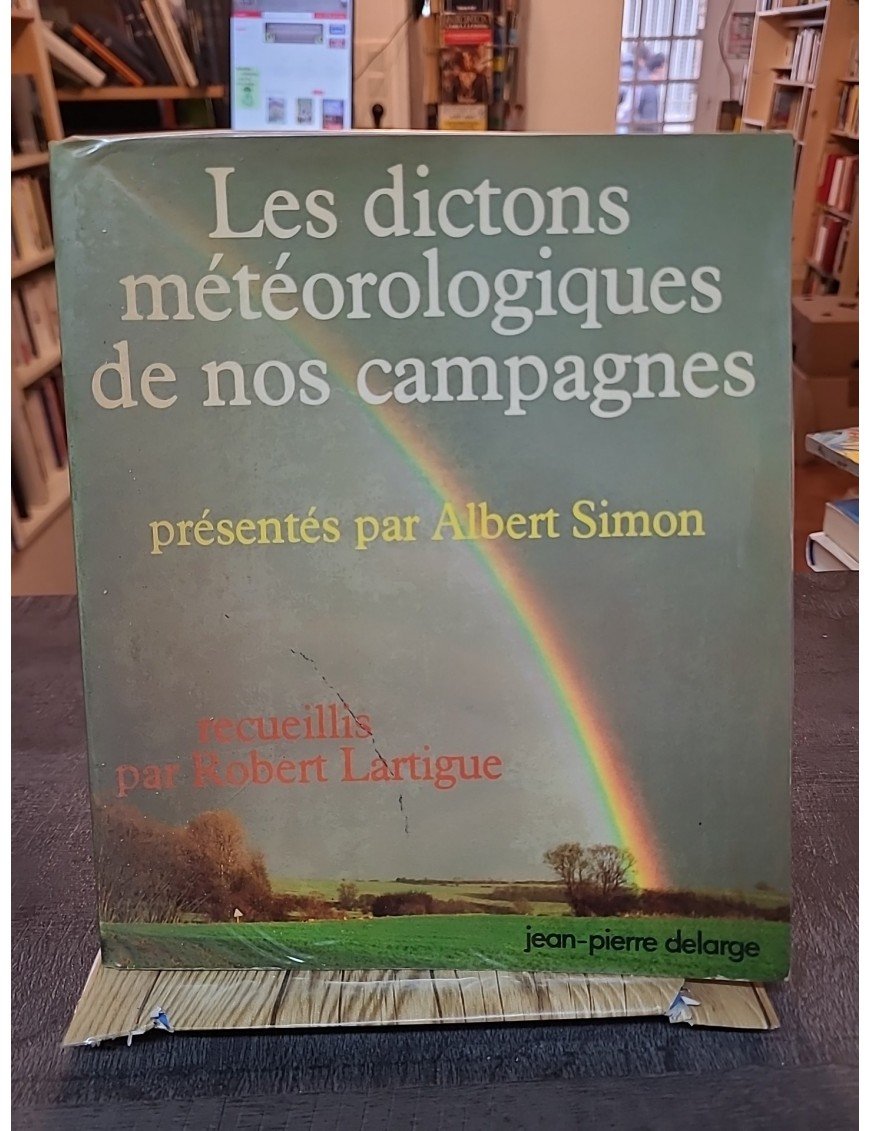 Les dictons
météorologiques
de nos campagnes
présentés par Albert Simon
recueillis
par Robert Lartigue
jean-pierre delarge